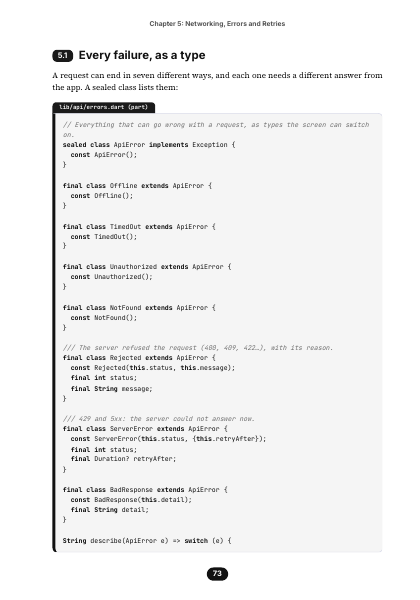 Chapter 5: Networking, Errors and Retries
5.1 Every failure, as a type
A request can end in seven different ways, and each one needs a different answer from
the app. A sealed class lists them:
lib/api/errors.dart (part)
// Everything that can go wrong with a request, as types the screen can switch
on.
sealed class ApiError implements Exception {
  const ApiError();
}
final class Offline extends ApiError {
  const Offline();
}
final class TimedOut extends ApiError {
  const TimedOut();
}
final class Unauthorized extends ApiError {
  const Unauthorized();
}
final class NotFound extends ApiError {
  const NotFound();
}
/// The server refused the request (400, 409, 422…), with its reason.
final class Rejected extends ApiError {
  const Rejected(this.status, this.message);
  final int status;
  final String message;
}
/// 429 and 5xx: the server could not answer now.
final class ServerError extends ApiError {
  const ServerError(this.status, {this.retryAfter});
  final int status;
  final Duration? retryAfter;
}
final class BadResponse extends ApiError {
  const BadResponse(this.detail);
  final String detail;
}
String describe(ApiError e) => switch (e) {
73